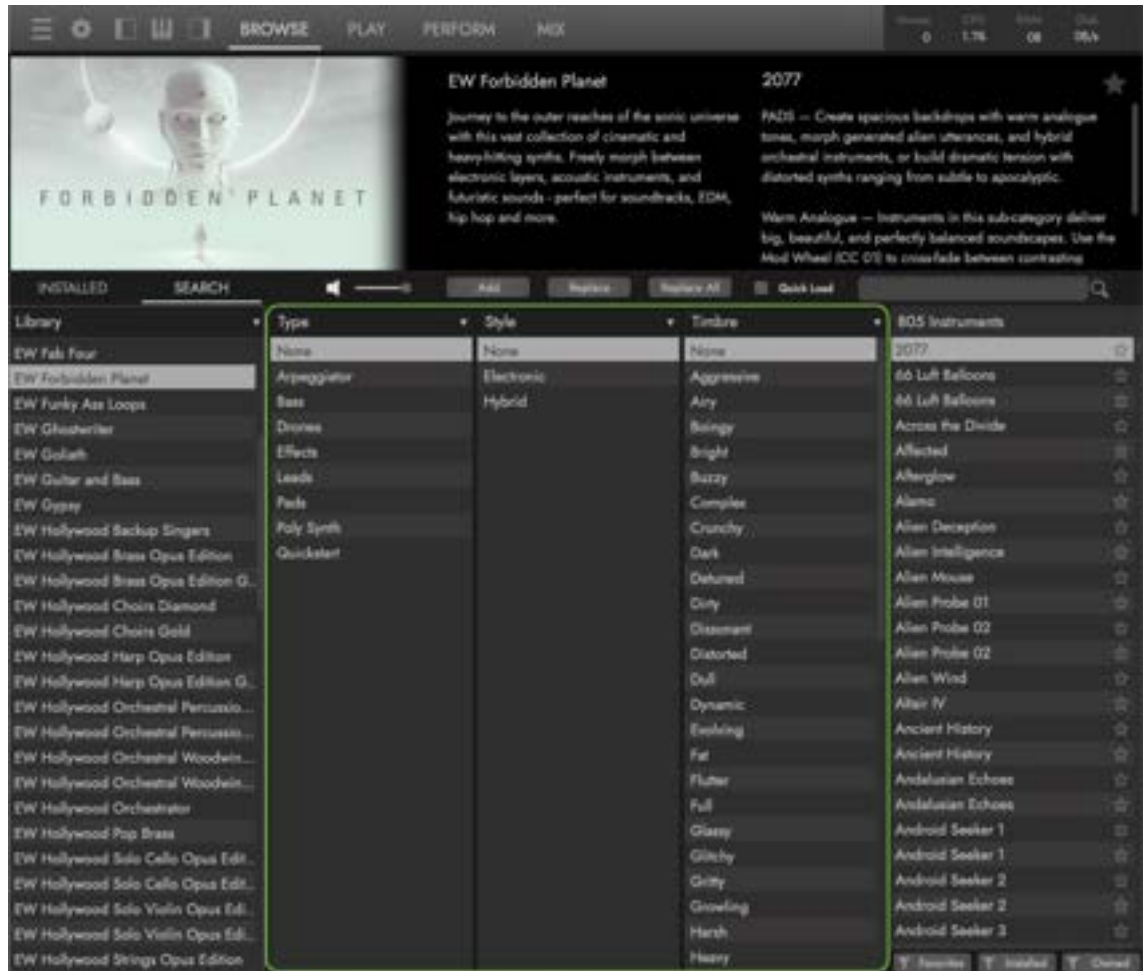 BROWSE PLAY PERFORM MIX
0 1.76 0B 0B/s
FORBIDDEN PLANET
EW Forbidden Planet
Journey to the outer reaches of the sonic universe
with this vast collection of cinematic and
heavy-hitting synths. Freely morph between
electronic layers, acoustic instruments, and
futuristic sounds - perfect for soundtracks, EDM,
hip hop and more.
2077
PADS — Create spacious backdrops with warm analogue
tones, morph generated alien utterances, and hybrid
orchestral instruments, or build dramatic tension with
distorted synths ranging from subtle to apocalyptic.
Warm Analogue — Instruments in this sub-category deliver
big, beautiful, and perfectly balanced soundscapes. Use the
Mod Wheel (CC 01) to cross-fade between contrasting
INSTALLED SEARCH Add Replace Replace All Quick Load
Library
EW Fab Four
EW Forbidden Planet
EW Funky Ass Loops
EW Ghostwriter
EW Goliath
EW Guitar and Bass
EW Gypsy
EW Hollywood Backup Singers
EW Hollywood Brass Opus Edition
EW Hollywood Brass Opus Edition G..
EW Hollywood Choirs Diamond
EW Hollywood Choirs Gold
EW Hollywood Harp Opus Edition
EW Hollywood Harp Opus Edition G..
EW Hollywood Orchestral Percussio...
EW Hollywood Orchestral Percussio...
EW Hollywood Orchestral Woodwin...
EW Hollywood Orchestral Woodwin...
EW Hollywood Orchestrator
EW Hollywood Pop Brass
EW Hollywood Solo Cello Opus Edit..
EW Hollywood Solo Cello Opus Edit..
EW Hollywood Solo Violin Opus Edi..
EW Hollywood Solo Violin Opus Edi..
EW Hollywood Strings Opus Edition
Type
None
Arpeggiator
Bass
Drones
Effects
Leads
Pads
Poly Synth
Quickstart
Style
None
Electronic
Hybrid
Timbre
None
Aggressive
Airy
Boingy
Bright
Buzzy
Complex
Crunchy
Dark
Detuned
Dirty
Dissonant
Distorted
Dull
Dynamic
Evolving
Fat
Flutter
Full
Glassy
Glitchy
Gritty
Growling
Harsh
Heavy
805 Instruments
2077
66 Luft Balloons
66 Luft Balloons
Across the Divide
Affected
Afterglow
Alamo
Alien Deception
Alien Intelligence
Alien Mouse
Alien Probe 01
Alien Probe 02
Alien Probe 02
Alien Wind
Altair IV
Ancient History
Ancient History
Andalusian Echoes
Andalusian Echoes
Android Seeker 1
Android Seeker 1
Android Seeker 2
Android Seeker 2
Android Seeker 3
Favorites Installed Owned